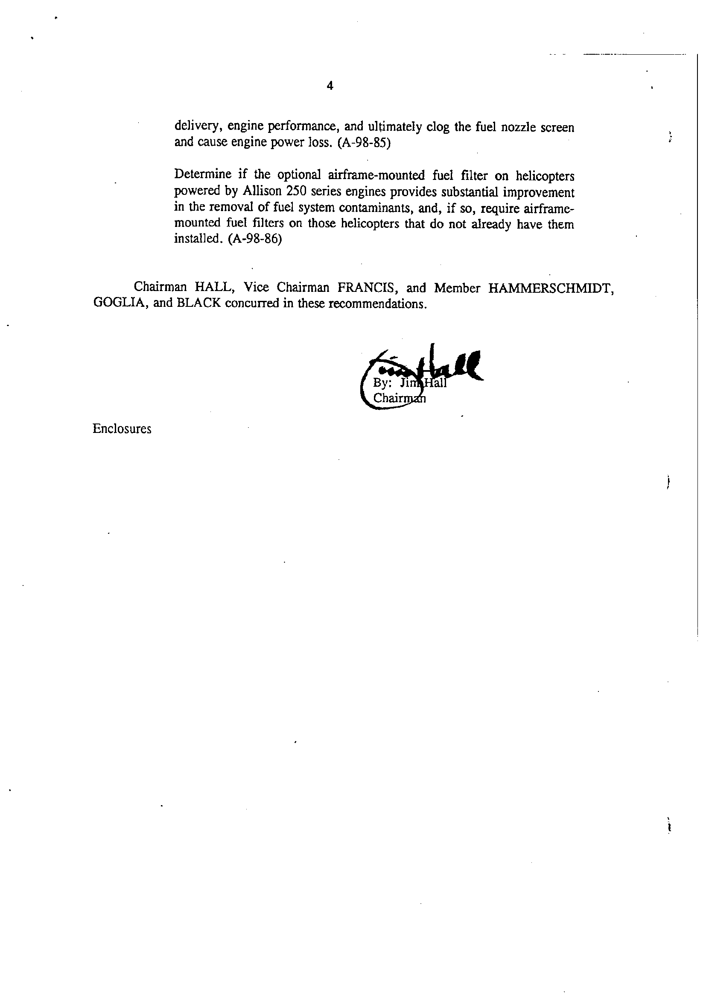 4
delivery, engine performance, and ultimately clog the fuel nozzle screen
and cause engine power loss. (A-98-85)
Determine if the optional airframe-mounted fuel filter on helicopters
powered by Allison 250 series engines provides substantial improvement
in the removal of fuel system contaminants, and, if so, require airframe-
mounted fuel filters on those helicopters that do not already have them
installed. (A-98-86)
Chairman HALL, Vice Chairman FRANCIS, and Member HAMMERSCHMIDT,
GOGLIA, and BLACK concurred in these recommendations.
Jim Hall
By: Jim Hall
Chairman
Enclosures